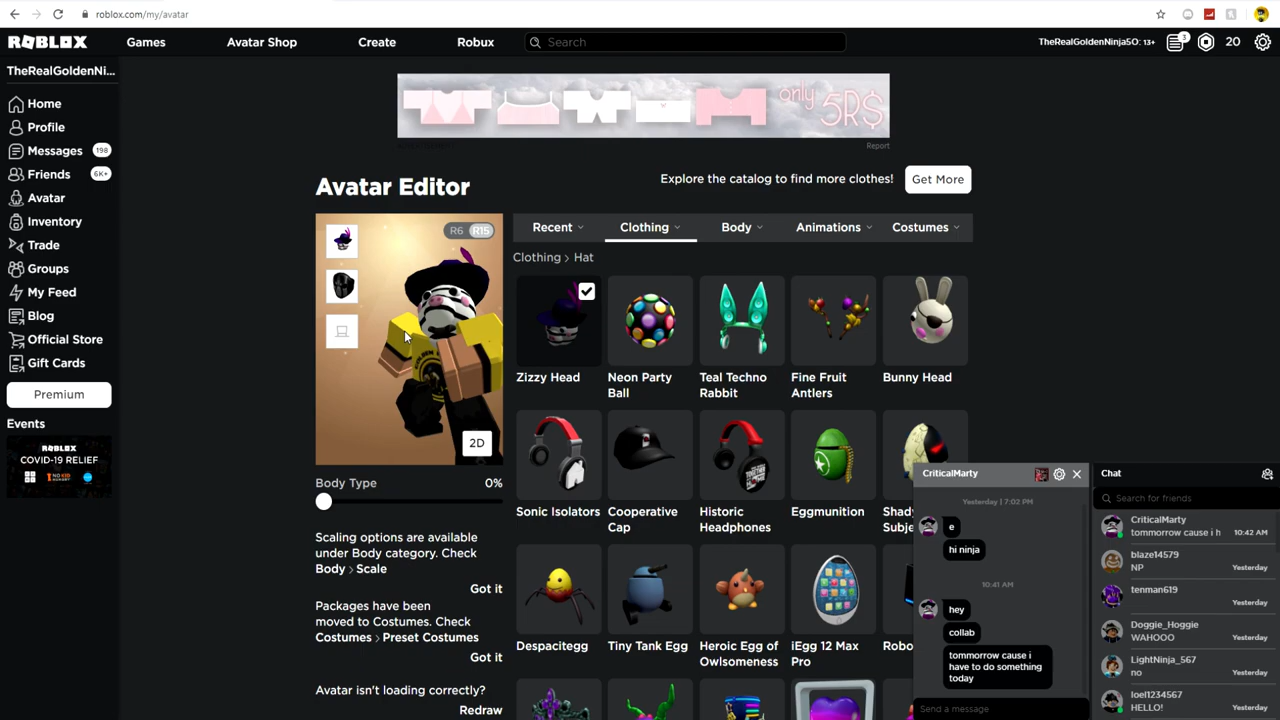 roblox.com/my/avatar
ROBLOX
Games
Avatar Shop
Create
Robux
Search
TheRealGoldenNinja50: 13+
3
20
TheRealGoldenNi...
Home
Profile
Messages
198
Friends
6K+
Avatar
Inventory
Trade
Groups
My Feed
Blog
Official Store
Gift Cards
Premium
Events
ROBLOX
COVID-19 RELIEF
only 5R$
Report
Avatar Editor
Explore the catalog to find more clothes!
Get More
R6 R15
2D
Body Type
0%
Scaling options are available
under Body category. Check
Body > Scale
Got it
Packages have been
moved to Costumes. Check
Costumes > Preset Costumes
Got it
Avatar isn't loading correctly?
Redraw
Recent
Clothing
Body
Animations
Costumes
Clothing > Hat
Zizzy Head
Neon Party
Ball
Teal Techno
Rabbit
Fine Fruit
Antlers
Bunny Head
Sonic Isolators
Cooperative
Cap
Historic
Headphones
Eggmunition
Shad
Subje
Despacitegg
Tiny Tank Egg
Heroic Egg of
Owlsomeness
iEgg 12 Max
Pro
Robo
CriticalMarty
Yesterday | 7:02 PM
e
hi ninja
10:41 AM
hey
collab
tommorrow cause i
have to do something
today
Send a message
Chat
Search for friends
CriticalMarty
tommorrow cause i h
10:42 AM
blaze14579
NP
Yesterday
tenman619
Yesterday
Doggie_Hoggie
WAHOOO
Yesterday
LightNinja_567
no
Yesterday
loel1234567
HELLO!
Yesterday